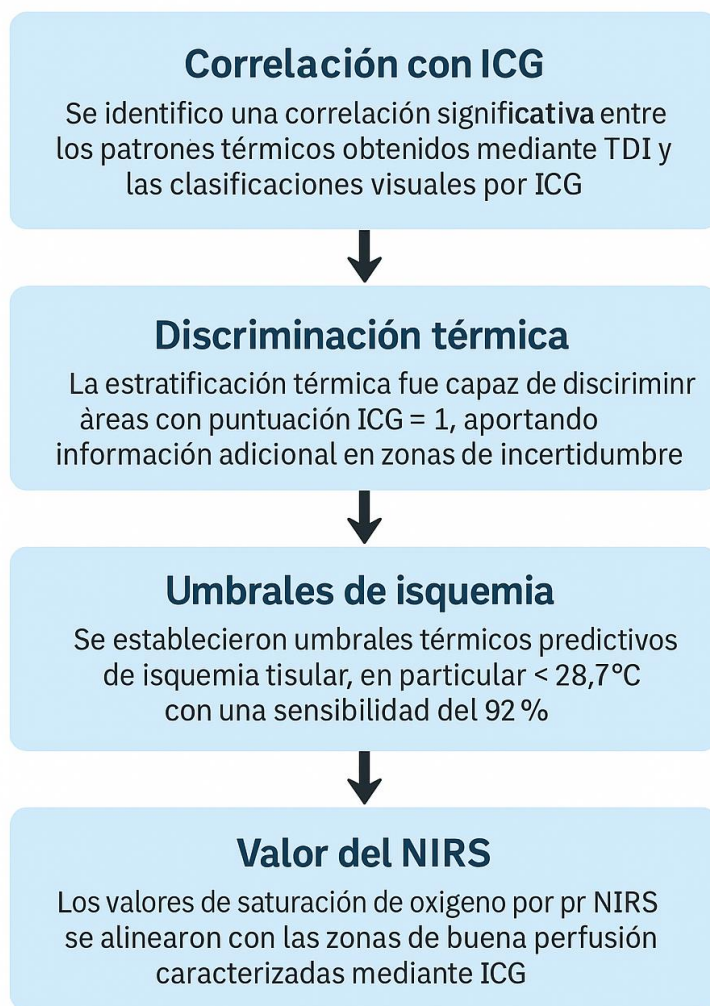 Correlación con ICG
Se identifico una correlación significativa entre
los patrones térmicos obtenidos mediante TDI y
las clasificaciones visuales por ICG
Discriminación térmica
La estratificación térmica fue capaz de disciriminr
àreas con puntuación ICG = 1, aportando
información adicional en zonas de incertidumbre
Umbrales de isquemia
Se establecieron umbrales térmicos predictivos
de isquemia tisular, en particular < 28,7°C
con una sensibilidad del 92 %
Valor del NIRS
Los valores de saturación de oxigeno por pr NIRS
se alinearon con las zonas de buena perfusión
caracterizadas mediante ICG